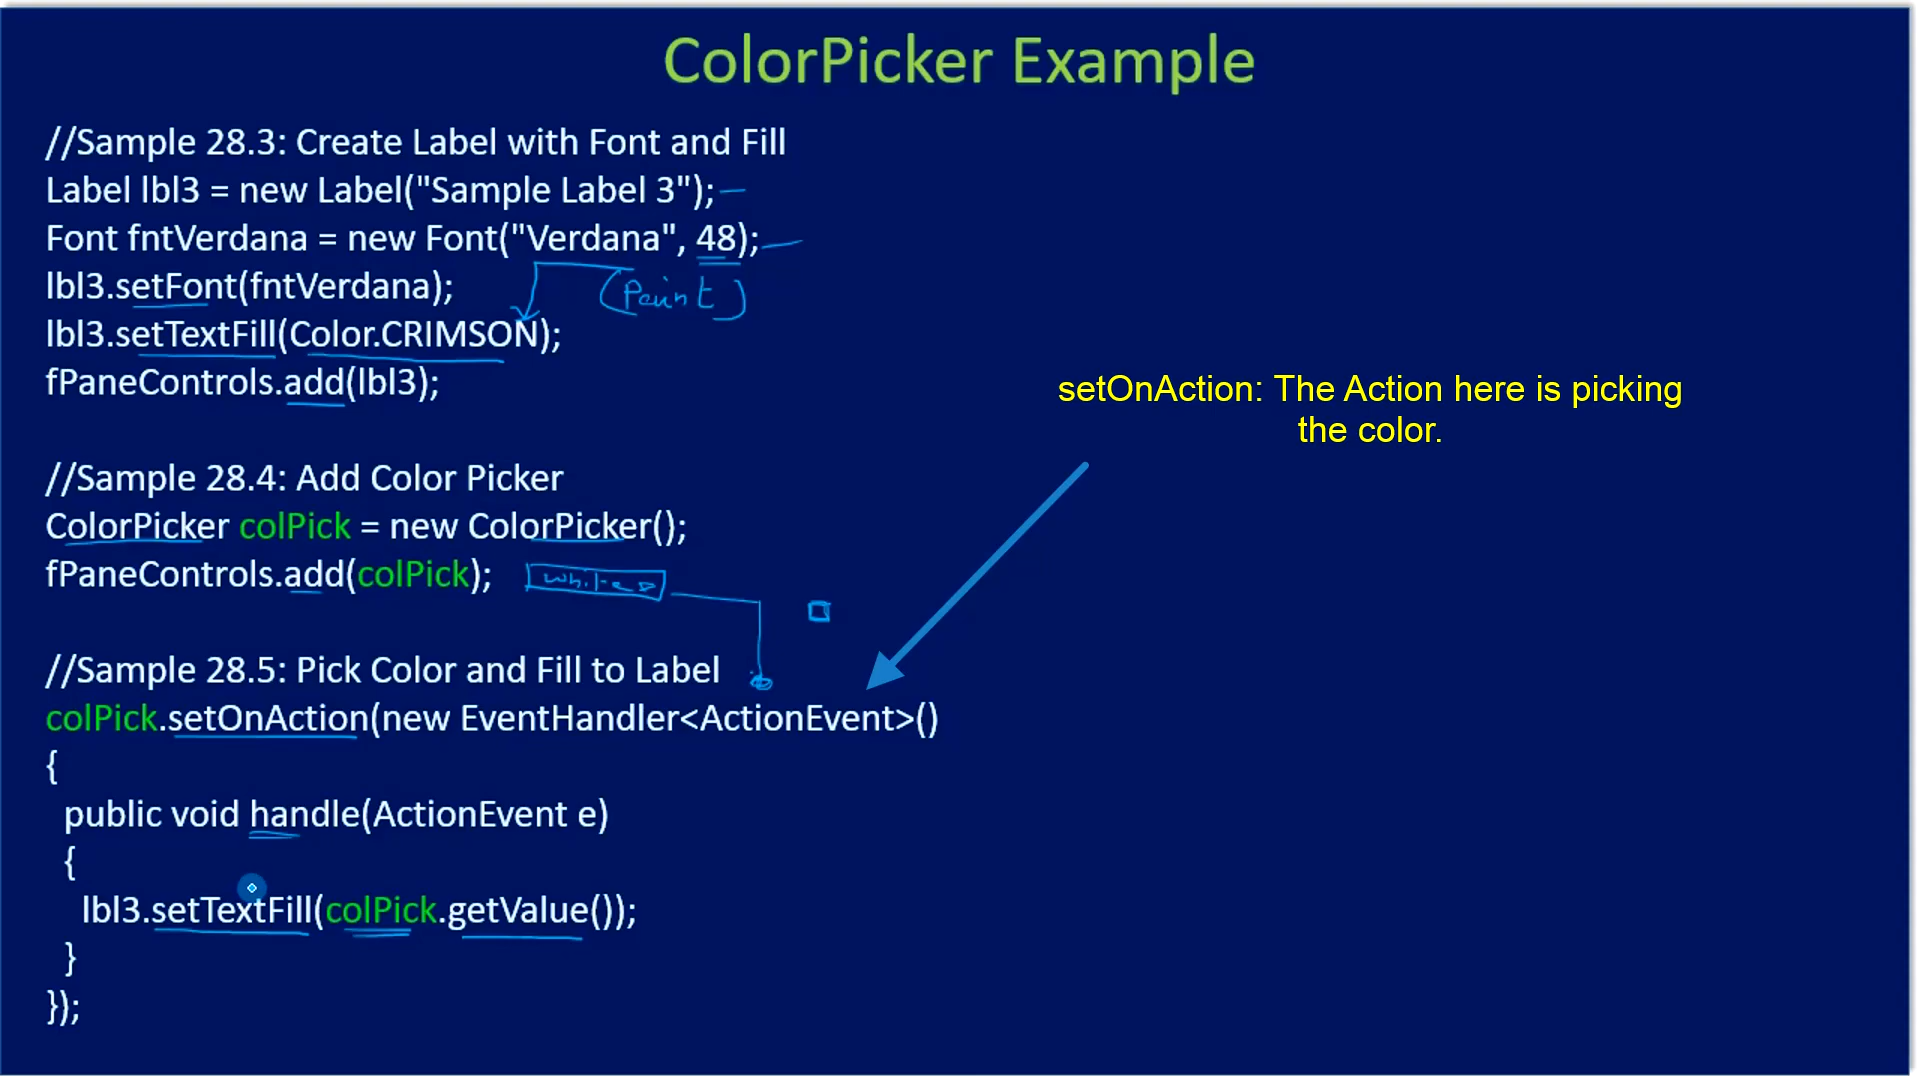 ColorPicker Example
//Sample 28.3: Create Label with Font and Fill
Label lbl3 = new Label("Sample Label 3");
Font fntVerdana = new Font("Verdana", 48);
lbl3.setFont(fntVerdana);
(Paint)
lbl3.setTextFill(Color.CRIMSON);
fPaneControls.add(lbl3);
setOnAction: The Action here is picking
the color.
//Sample 28.4: Add Color Picker
ColorPicker colPick = new ColorPicker();
fPaneControls.add(colPick);
white
//Sample 28.5: Pick Color and Fill to Label
colPick.setOnAction(new EventHandler<ActionEvent>()
{
public void handle(ActionEvent e)
{
lbl3.setTextFill(colPick.getValue());
}
});